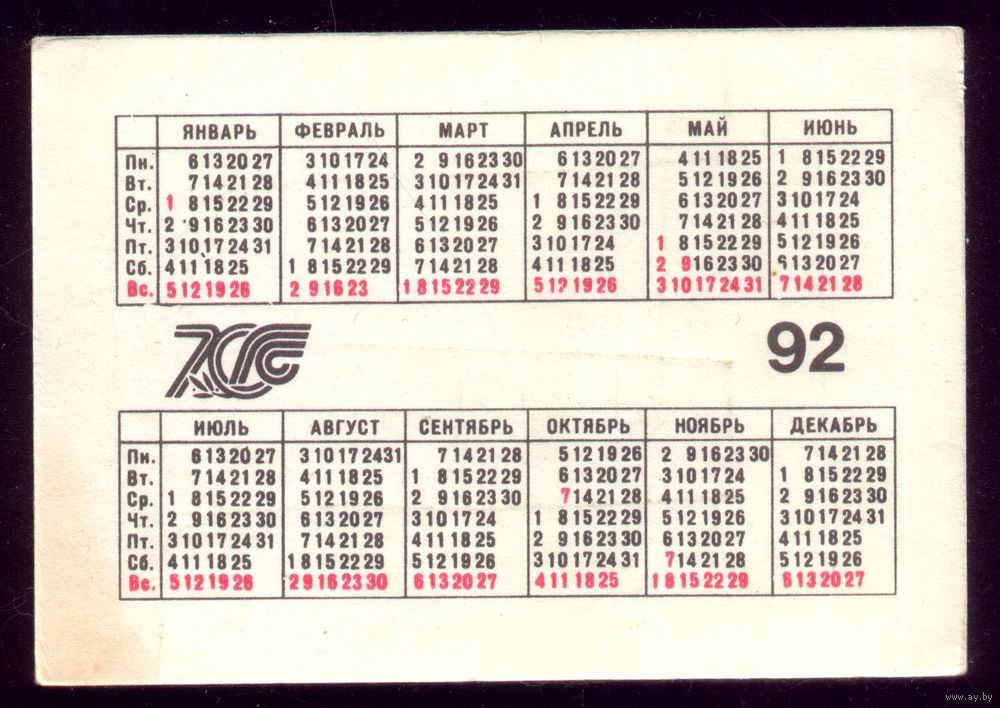 ЯНВАРЬ ФЕВРАЛЬ МАРТ АПРЕЛЬ МАЙ ИЮНЬ
Пн. 6 13 20 27 3 10 17 24 2 9 16 23 30 6 13 20 27 4 11 18 25 1 8 15 22 29
Вт. 7 14 21 28 4 11 18 25 3 10 17 24 31 7 14 21 28 5 12 19 26 2 9 16 23 30
Ср. 1 8 15 22 29 5 12 19 26 4 11 18 25 1 8 15 22 29 6 13 20 27 3 10 17 24
Чт. 2 9 16 23 30 6 13 20 27 5 12 19 26 2 9 16 23 30 7 14 21 28 4 11 18 25
Пт. 3 10 17 24 31 7 14 21 28 6 13 20 27 3 10 17 24 1 8 15 22 29 5 12 19 26
Сб. 4 11 18 25 1 8 15 22 29 7 14 21 28 4 11 18 25 2 9 16 23 30 6 13 20 27
Вс. 5 12 19 26 2 9 16 23 1 8 15 22 29 5 12 19 26 3 10 17 24 31 7 14 21 28
92
ИЮЛЬ АВГУСТ СЕНТЯБРЬ ОКТЯБРЬ НОЯБРЬ ДЕКАБРЬ
Пн. 6 13 20 27 3 10 17 24 31 7 14 21 28 5 12 19 26 2 9 16 23 30 7 14 21 28
Вт. 7 14 21 28 4 11 18 25 1 8 15 22 29 6 13 20 27 3 10 17 24 1 8 15 22 29
Ср. 1 8 15 22 29 5 12 19 26 2 9 16 23 30 7 14 21 28 4 11 18 25 2 9 16 23 30
Чт. 2 9 16 23 30 6 13 20 27 3 10 17 24 1 8 15 22 29 5 12 19 26 3 10 17 24 31
Пт. 3 10 17 24 31 7 14 21 28 4 11 18 25 2 9 16 23 30 6 13 20 27 4 11 18 25
Сб. 4 11 18 25 1 8 15 22 29 5 12 19 26 3 10 17 24 31 7 14 21 28 5 12 19 26
Вс. 5 12 19 26 2 9 16 23 30 6 13 20 27 4 11 18 25 1 8 15 22 29 6 13 20 27
www.ay.by